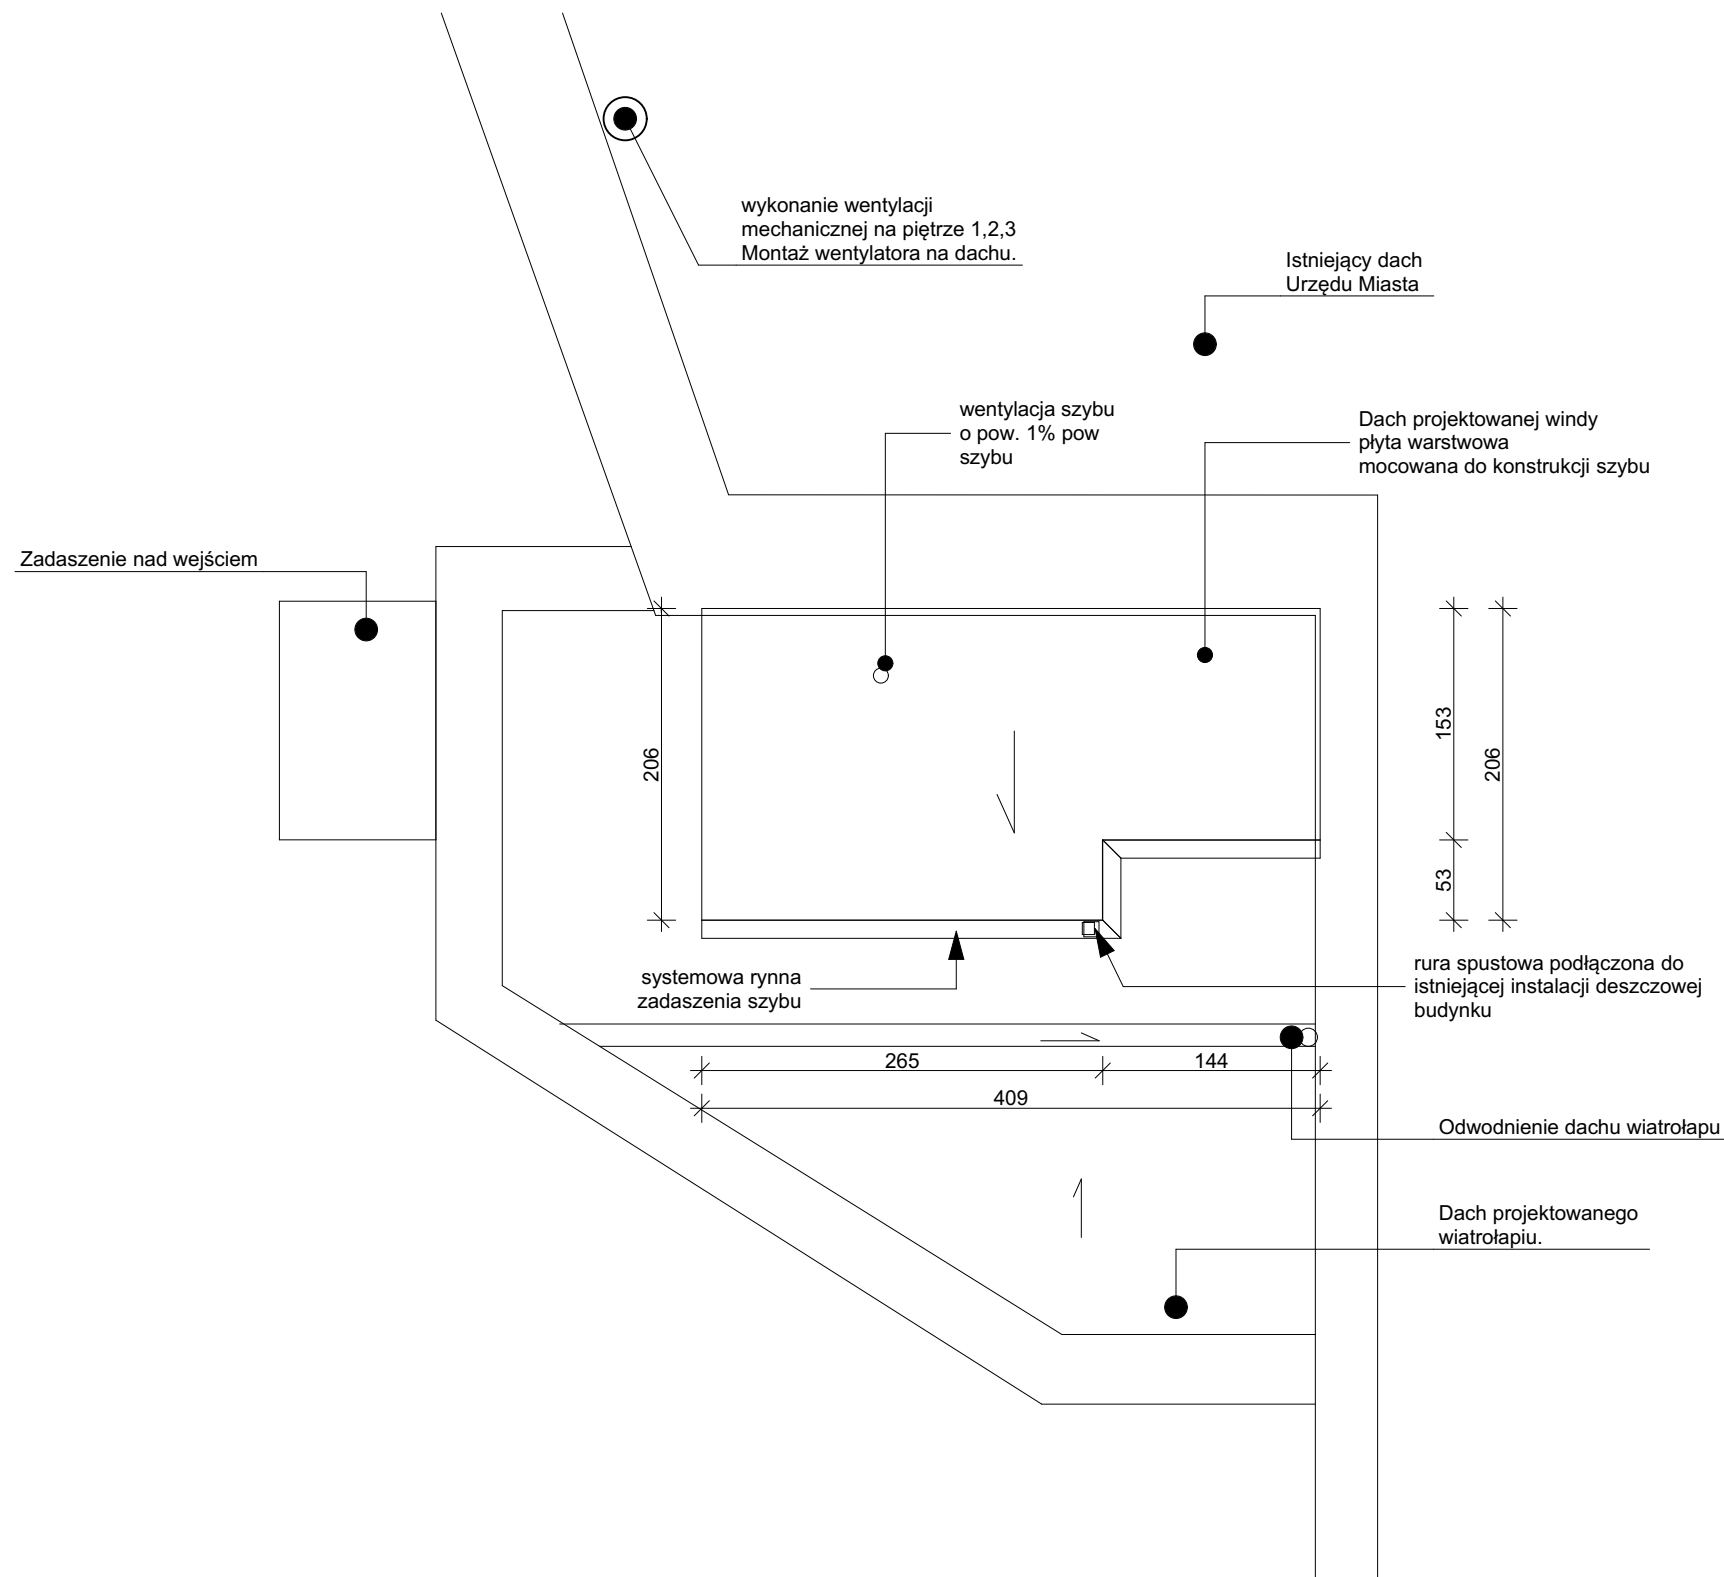 wykonanie wentylacji
mechanicznej na piętrze 1,2,3
Montaż wentylatora na dachu.
Istniejący dach
Urzędu Miasta
wentylacja szybu
o pow. 1% pow
szybu
Dach projektowanej windy
płyta warstwowa
mocowana do konstrukcji szybu
Zadaszenie nad wejściem
206
153
206
53
systemowa rynna
zadaszenia szybu
rura spustowa podłączona do
istniejącej instalacji deszczowej
budynku
265
144
409
Odwodnienie dachu wiatrołapu
Dach projektowanego
wiatrołapiu.